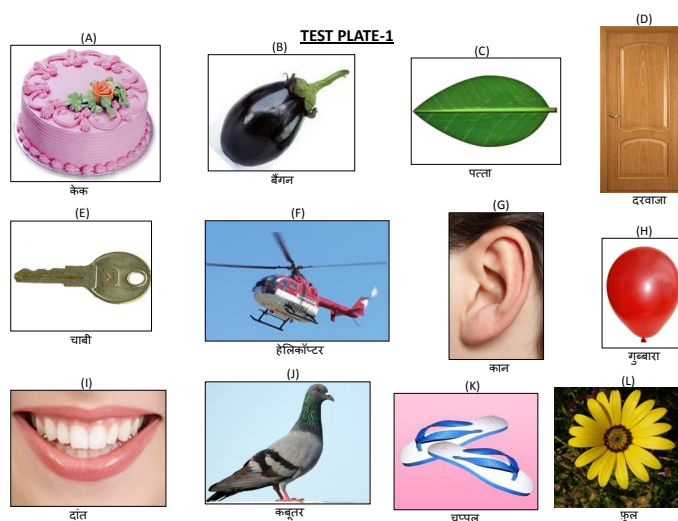 TEST PLATE-1
(A)
(B)
(C)
(D)
केक
बैंगन
पत्ता
दरवाजा
(E)
(F)
(G)
(H)
चाबी
हेलिकॉप्टर
कान
गुब्बारा
(I)
(J)
(K)
(L)
दांत
कबूतर
चप्पल
फ़ूल